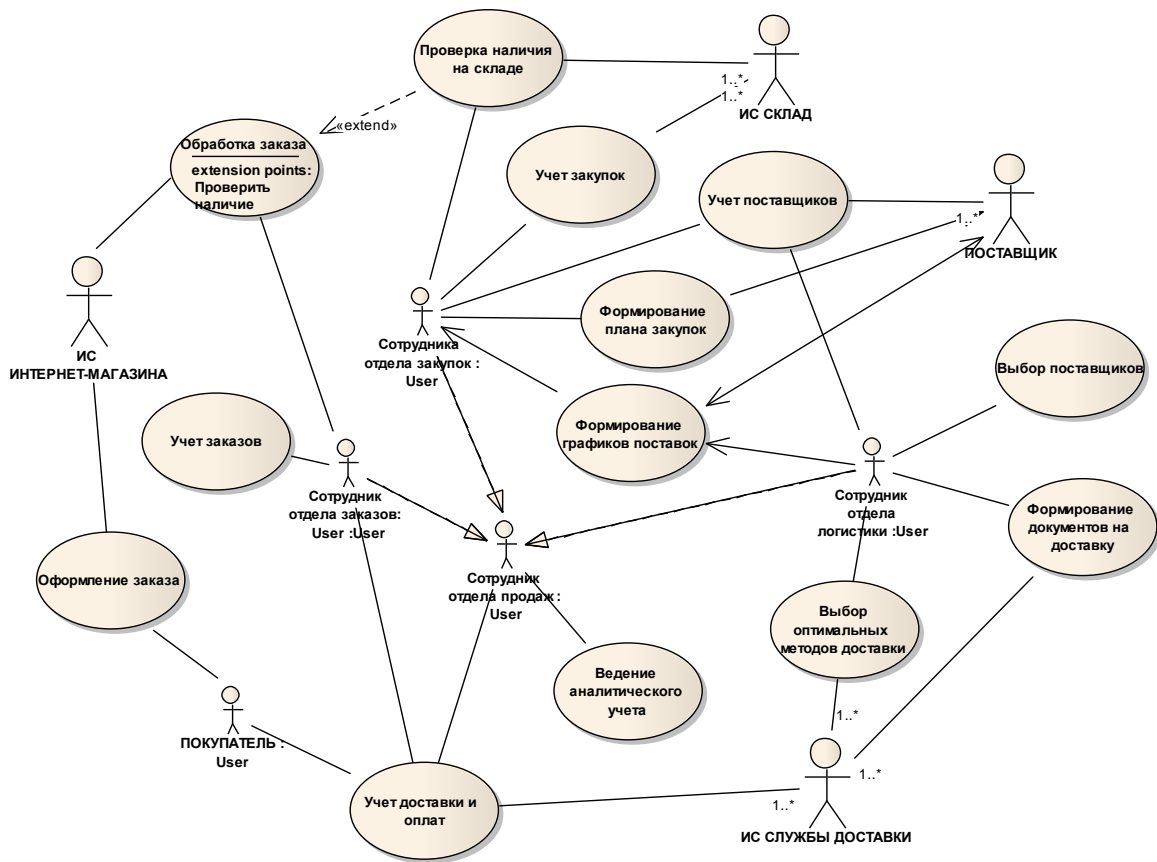 Проверка наличия
на складе
1..*
1..*
ИС СКЛАД
«extend»
Обработка заказа
extension points:
Проверить
наличие
Учет закупок
Учет поставщиков
1..*
ПОСТАВЩИК
ИС
ИНТЕРНЕТ-МАГАЗИНА
Сотрудника
отдела закупок :
User
Формирование
плана закупок
Выбор поставщиков
Учет заказов
Формирование
графиков поставок
Сотрудник
отдела заказов:
User :User
Сотрудник
отдела
логистики :User
Формирование
документов на
доставку
Оформление заказа
Сотрудник
отдела продаж :
User
Выбор
оптимальных
методов доставки
Ведение
аналитического
учета
1..*
ПОКУПАТЕЛЬ :
User
1..*
Учет доставки и
оплат
1..*
ИС СЛУЖБЫ ДОСТАВКИ